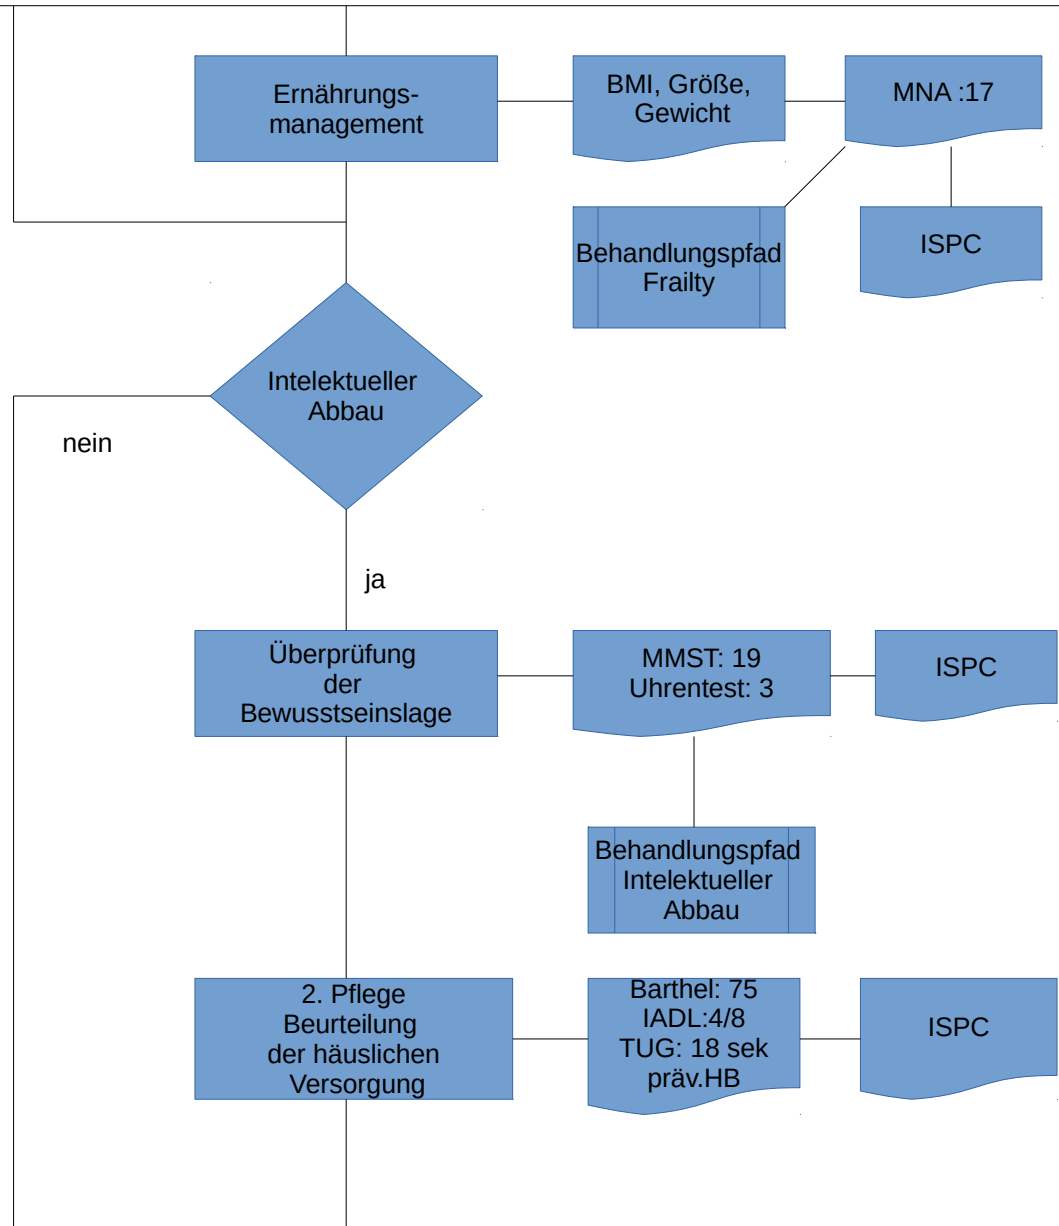 Ernährungs-
management
BMI, Größe,
Gewicht
MNA :17
Behandlungspfad
Frailty
ISPC
Intelektueller
Abbau
nein
ja
Überprüfung
der
Bewusstseinslage
MMST: 19
Uhrentest: 3
ISPC
Behandlungspfad
Intelektueller
Abbau
2. Pflege
Beurteilung
der häuslichen
Versorgung
Barthel: 75
IADL:4/8
TUG: 18 sek
präv.HB
ISPC